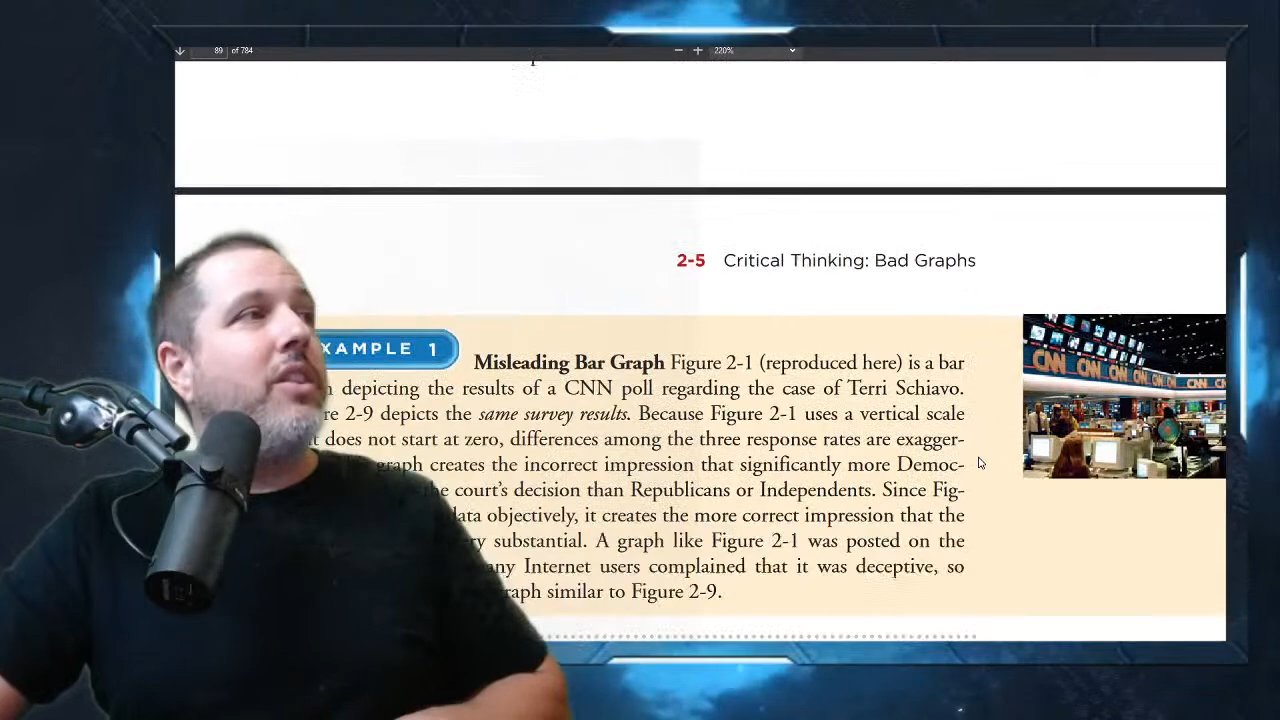 89 of 784
220%
2-5 Critical Thinking: Bad Graphs
XAMPLE 1
Misleading Bar Graph Figure 2-1 (reproduced here) is a bar
depicting the results of a CNN poll regarding the case of Terri Schiavo.
re 2-9 depicts the same survey results. Because Figure 2-1 uses a vertical scale
t does not start at zero, differences among the three response rates are exagger-
graph creates the incorrect impression that significantly more Democ-
the court's decision than Republicans or Independents. Since Fig-
data objectively, it creates the more correct impression that the
ry substantial. A graph like Figure 2-1 was posted on the
any Internet users complained that it was deceptive, so
raph similar to Figure 2-9.
CNN CNN CNN CNN